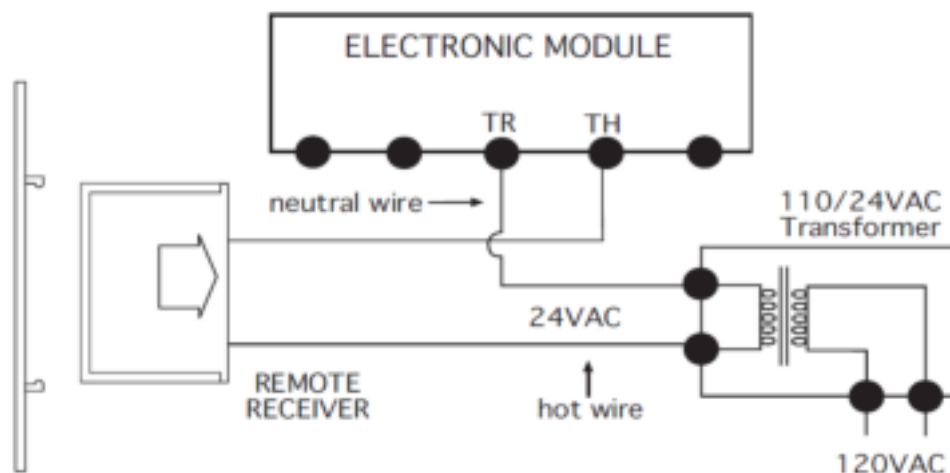 ELECTRONIC MODULE
TR TH
neutral wire
110/24VAC
Transformer
24VAC
REMOTE
RECEIVER
hot wire
120VAC